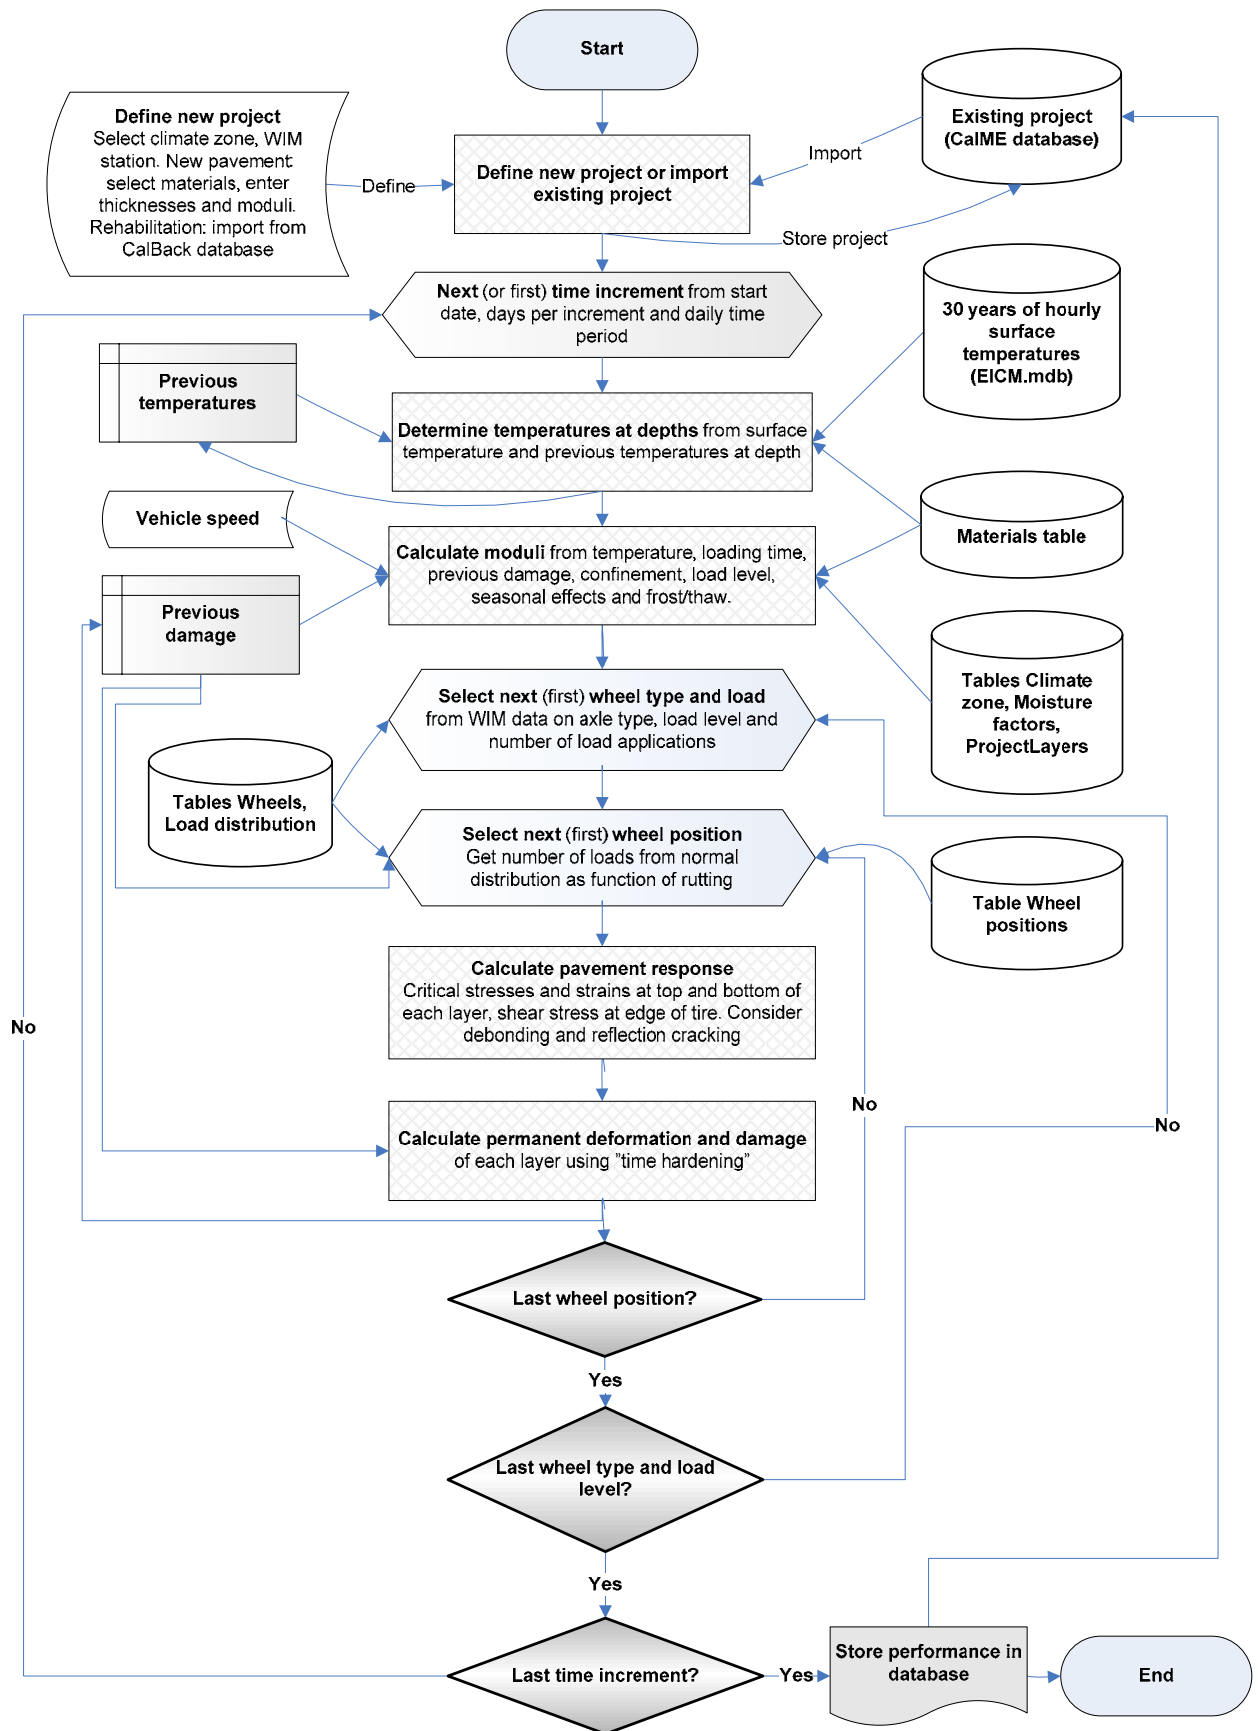 Start
Define new project
Select climate zone, WIM
station. New pavement:
select materials, enter
thicknesses and moduli.
Rehabilitation: import from
CalBack database
Define
Define new project or import
existing project
Import
Existing project
(CalME database)
Store project
Next (or first) time increment from start
date, days per increment and daily time
period
30 years of hourly
surface
temperatures
(EICM.mdb)
Previous
temperatures
Determine temperatures at depths from surface
temperature and previous temperatures at depth
Vehicle speed
Materials table
Calculate moduli from temperature, loading time,
previous damage, confinement, load level,
seasonal effects and frost/thaw.
Previous
damage
Tables Climate
zone, Moisture
factors,
ProjectLayers
Select next (first) wheel type and load
from WIM data on axle type, load level and
number of load applications
Tables Wheels,
Load distribution
Select next (first) wheel position
Get number of loads from normal
distribution as function of rutting
Table Wheel
positions
Calculate pavement response
Critical stresses and strains at top and bottom of
each layer, shear stress at edge of tire. Consider
debonding and reflection cracking
No
No
No
Calculate permanent deformation and damage
of each layer using ”time hardening”
Last wheel position?
Yes
Last wheel type and load
level?
Yes
Last time increment?
Yes
Store performance in
database
End